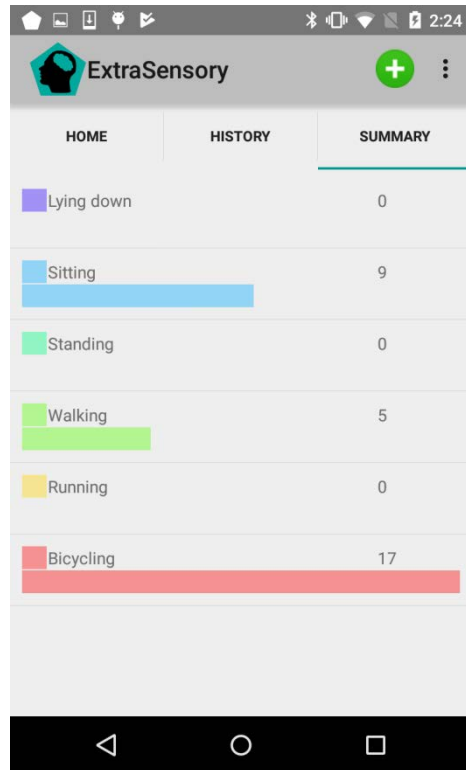 2:24
ExtraSensory
HOME HISTORY SUMMARY
Lying down 0
Sitting 9
Standing 0
Walking 5
Running 0
Bicycling 17